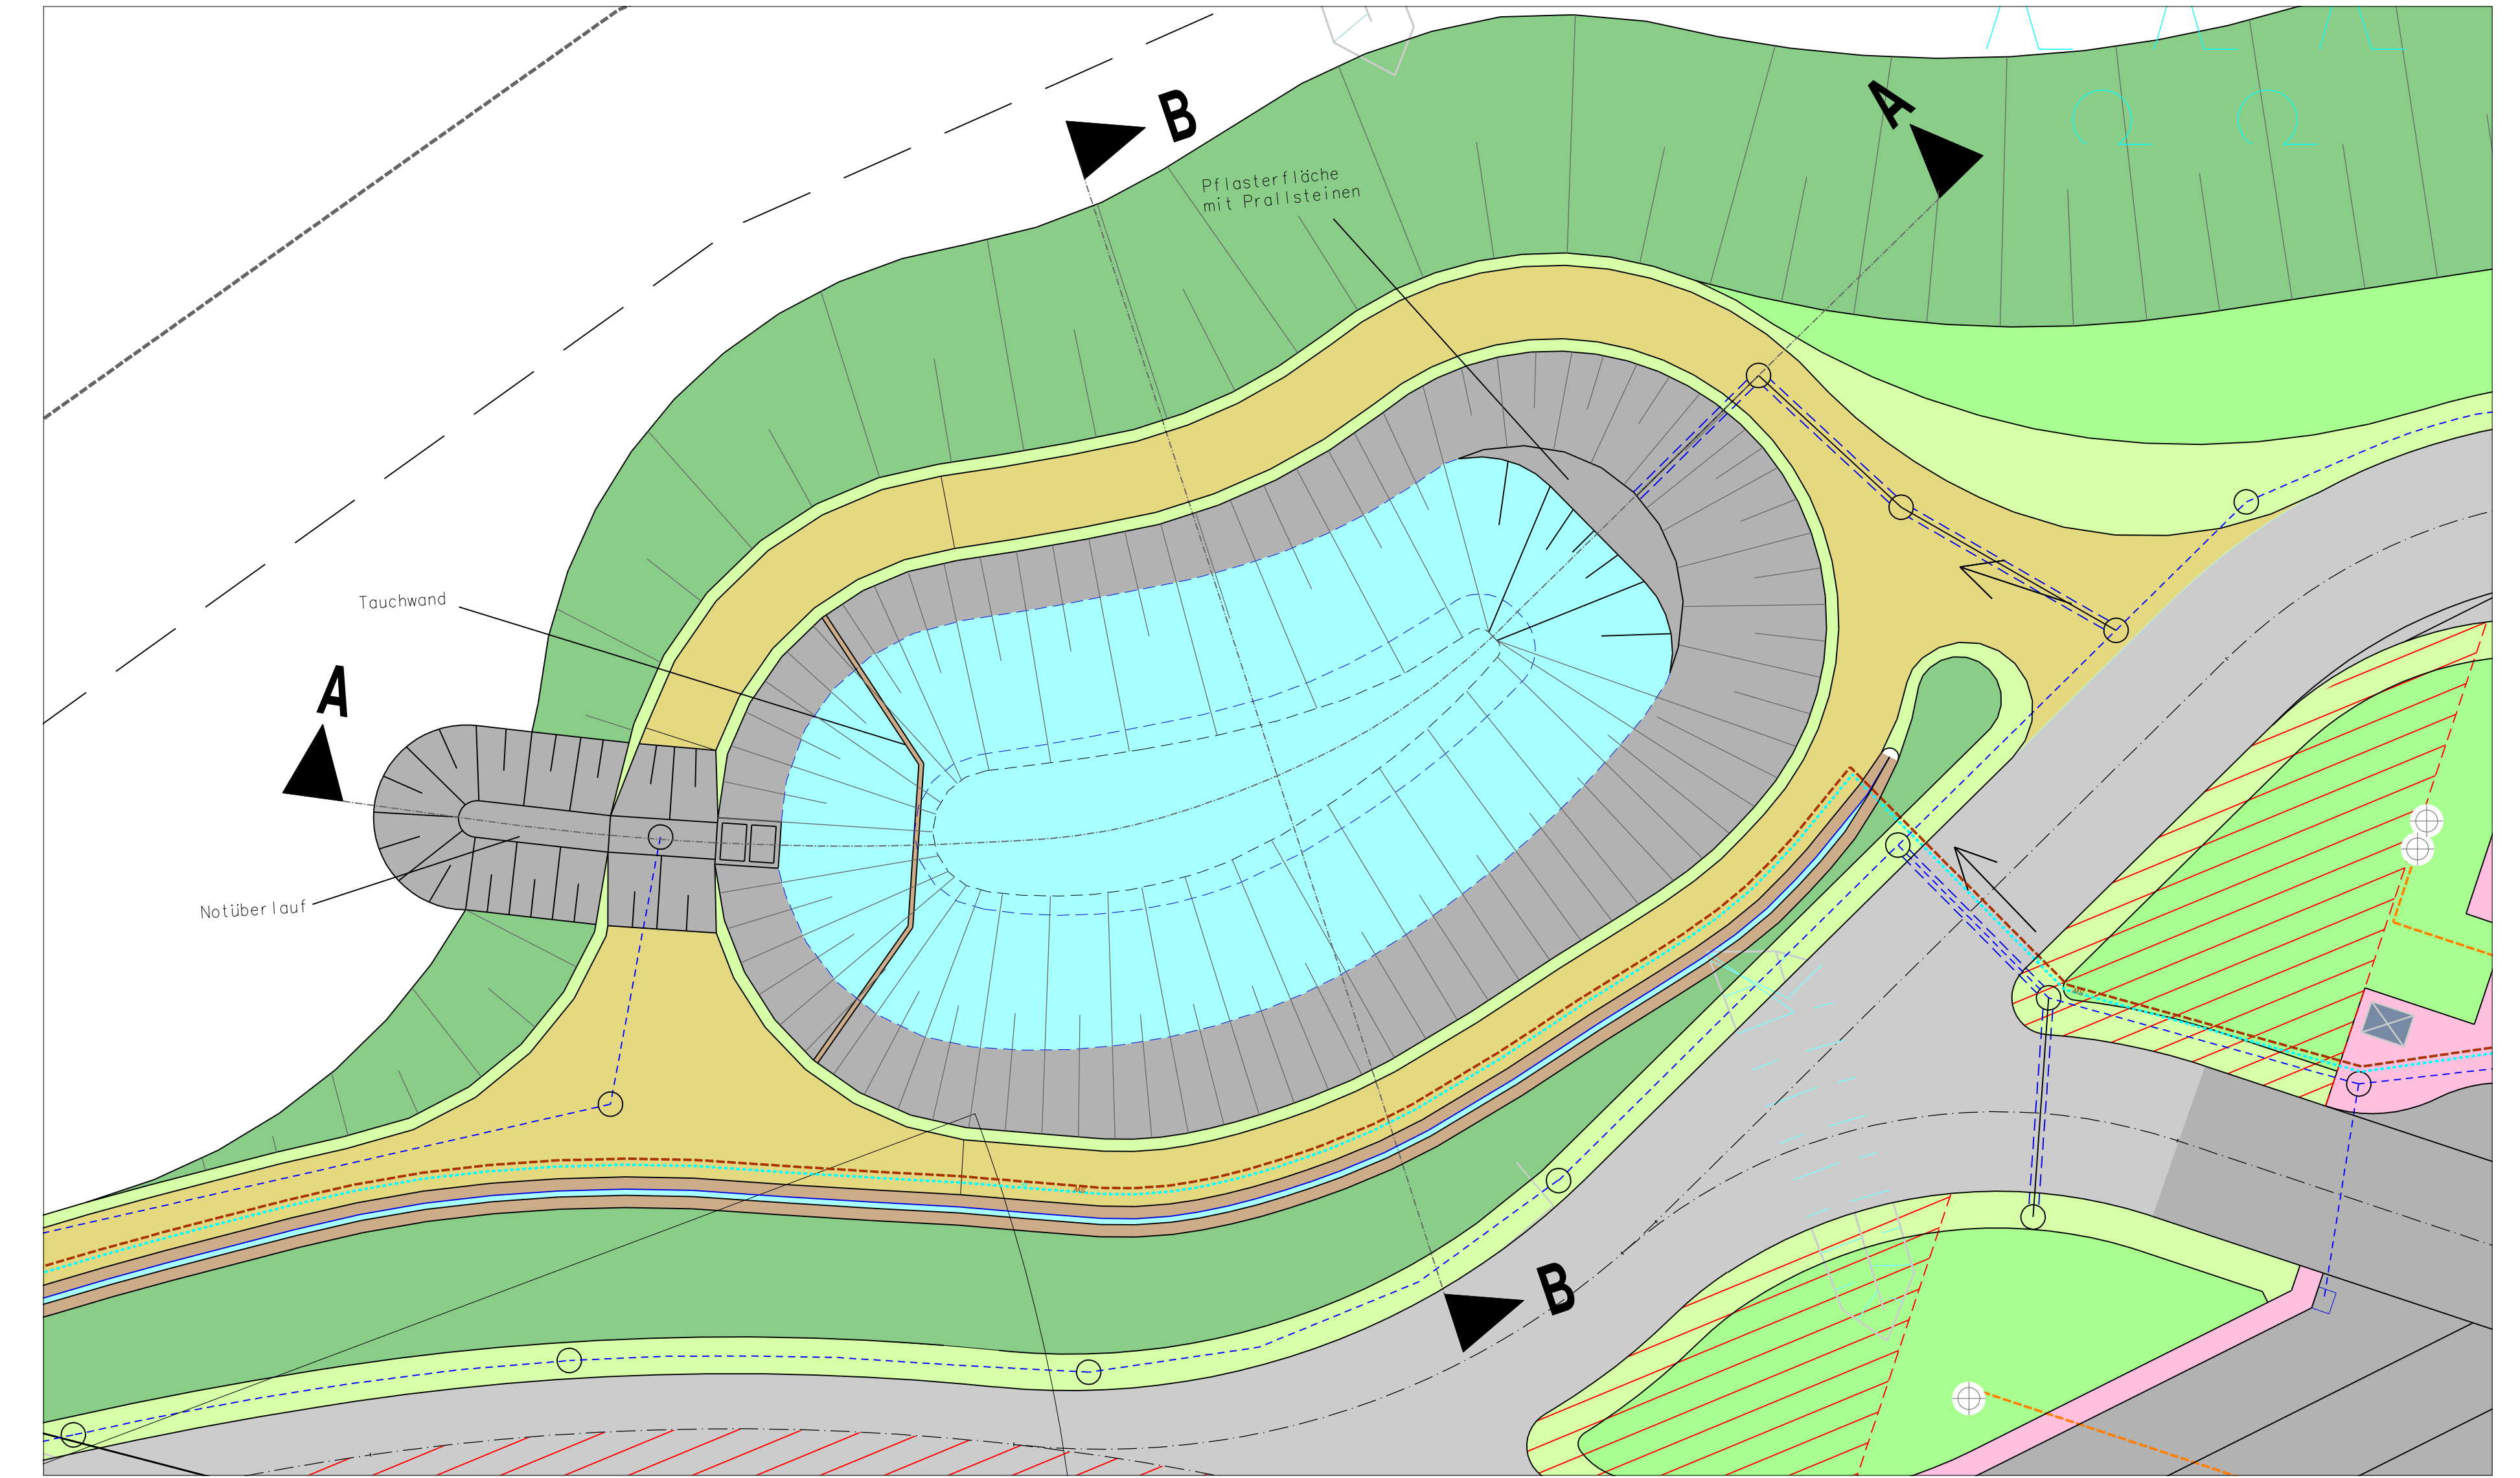 B
A
Pflasterfläche
mit Prallsteinen
Tauchwand
A
Notüberlauf
B